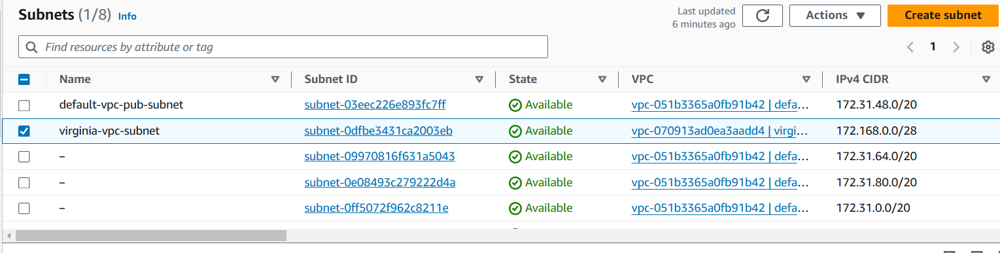 Subnets (1/8) Info
Last updated
6 minutes ago
Actions
Create subnet
Find resources by attribute or tag
1
Name Subnet ID State VPC IPv4 CIDR
default-vpc-pub-subnet subnet-03eec226e893fc7ff Available vpc-051b3365a0fb91b42 | defa… 172.31.48.0/20
virginia-vpc-subnet subnet-0dfbe3431ca2003eb Available vpc-070913ad0ea3aadd4 | virgi… 172.168.0.0/28
– subnet-09970816f631a5043 Available vpc-051b3365a0fb91b42 | defa… 172.31.64.0/20
– subnet-0e08493c279222d4a Available vpc-051b3365a0fb91b42 | defa… 172.31.80.0/20
– subnet-0ff5072f962c8211e Available vpc-051b3365a0fb91b42 | defa… 172.31.0.0/20